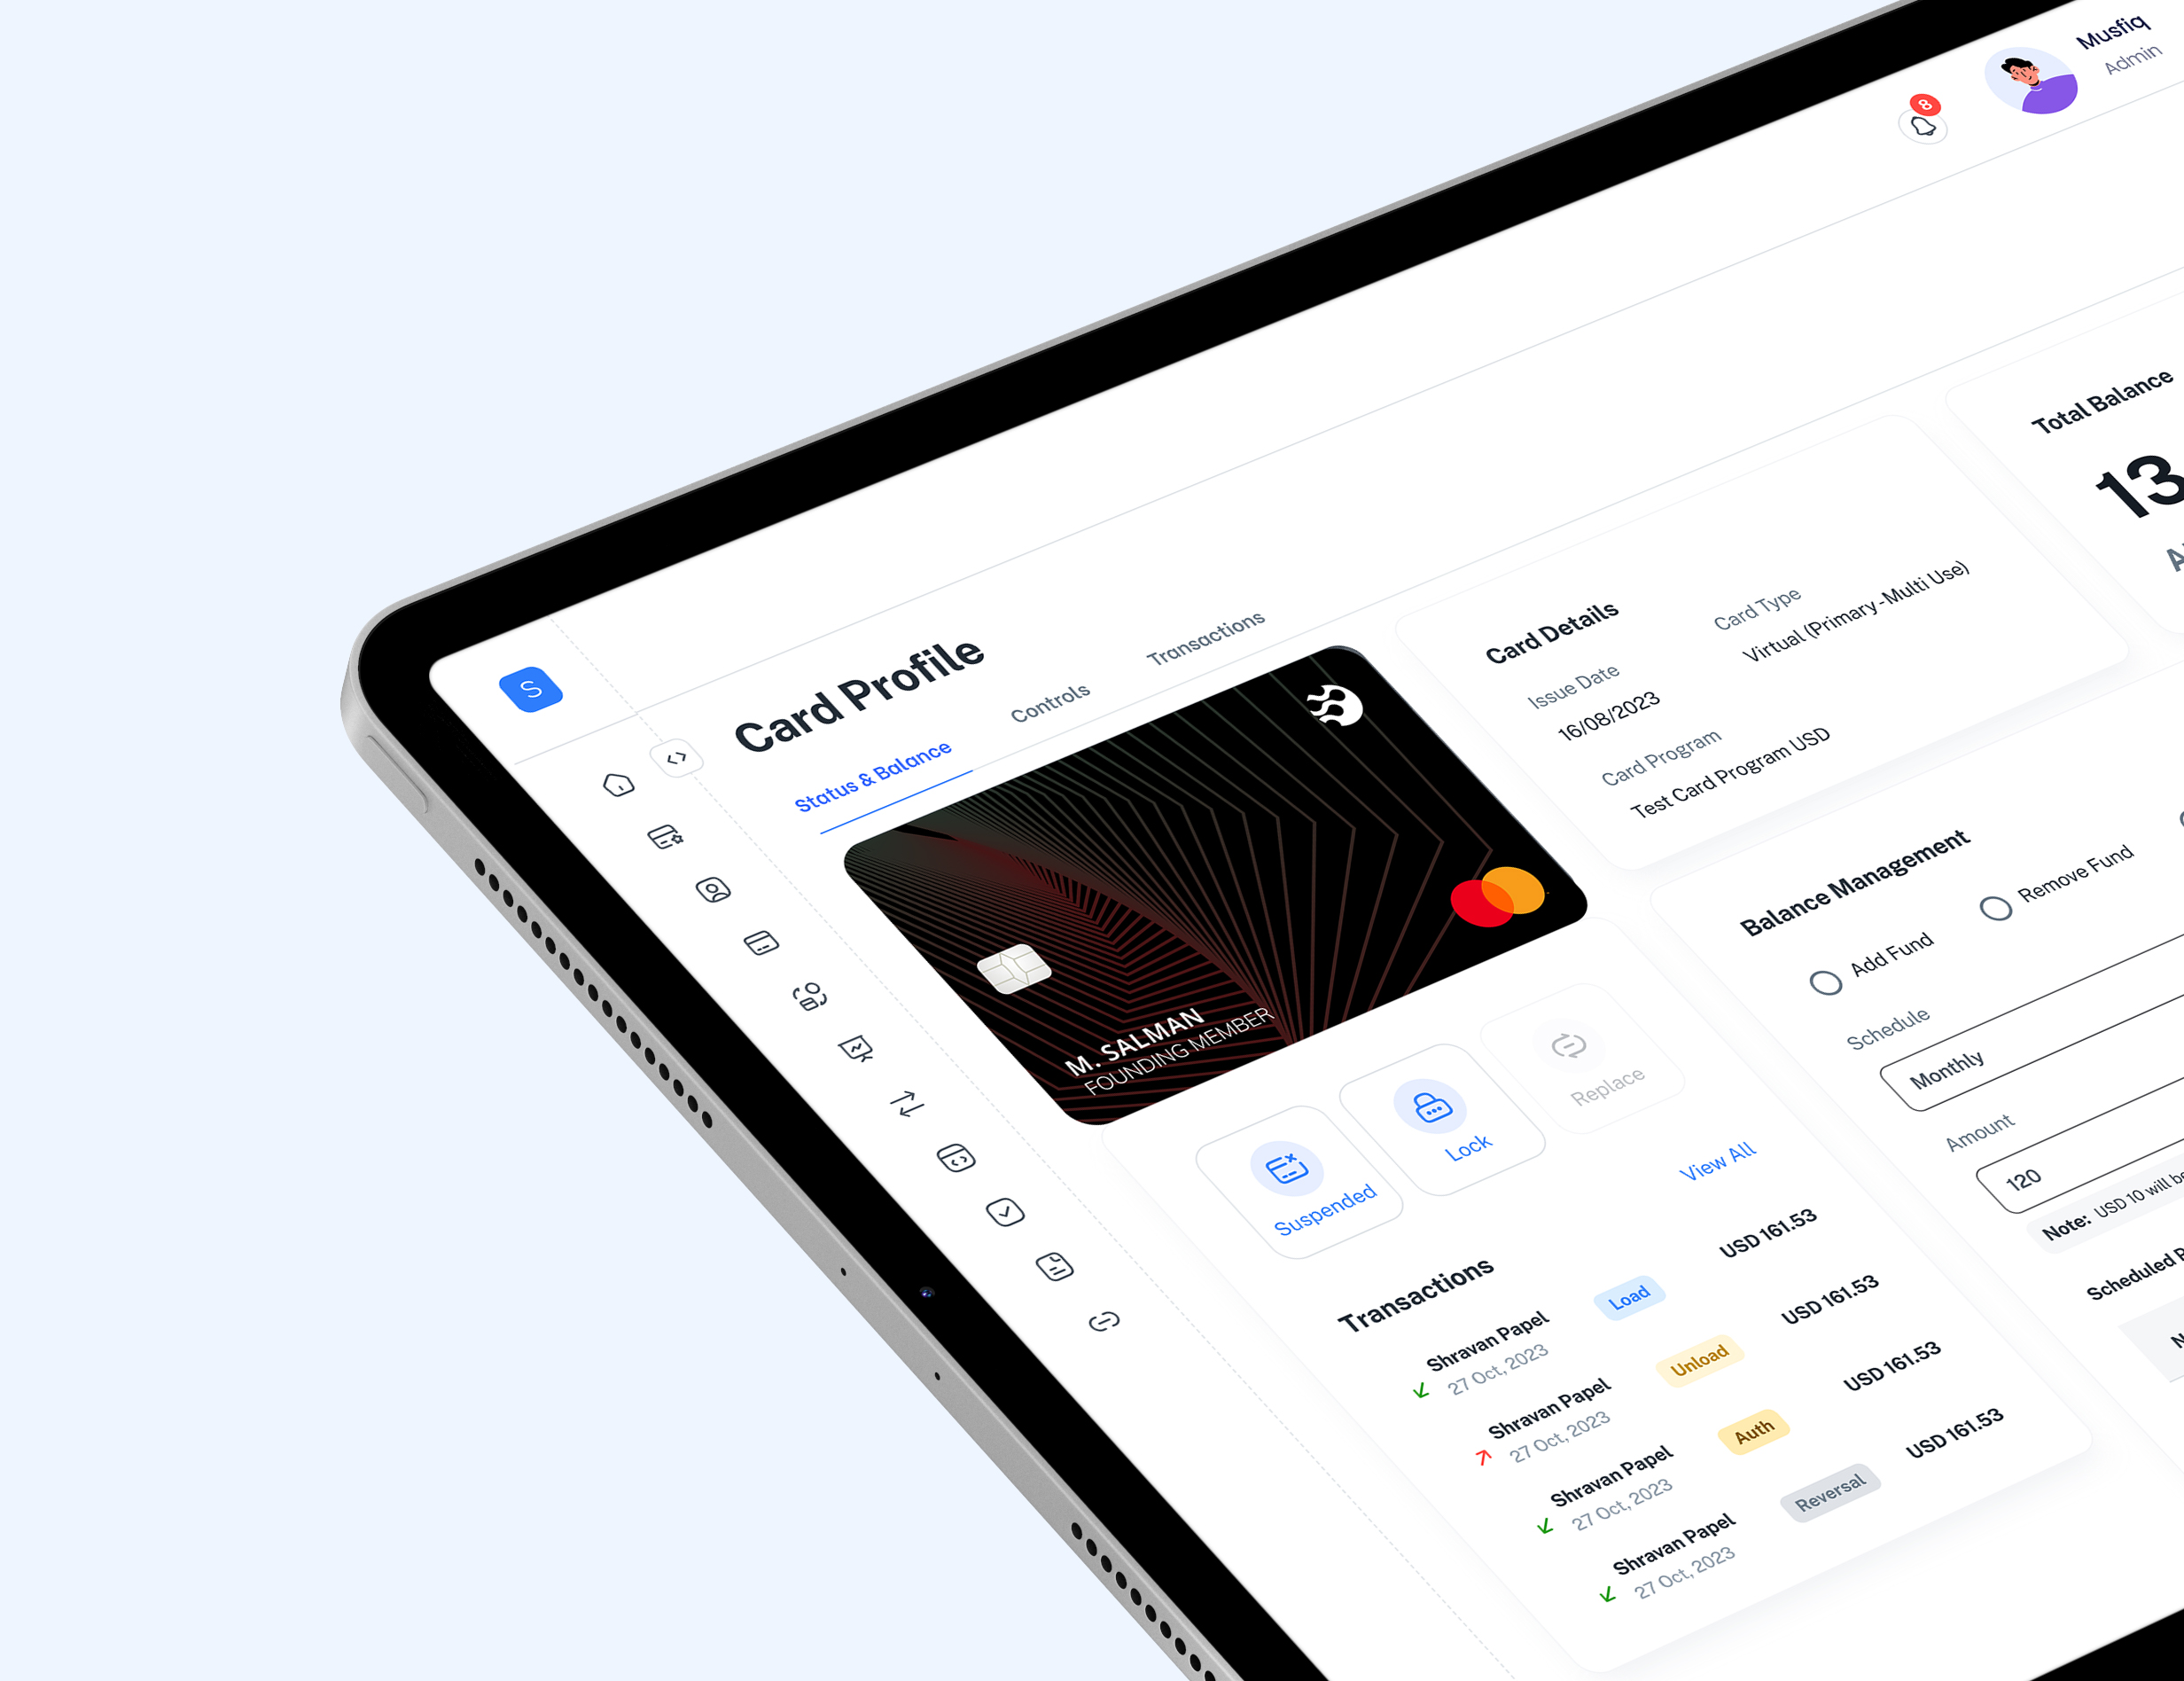 Musfiq
Admin
8
S
Card Profile
Status & Balance
Controls
Transactions
M. SALMAN
FOUNDING MEMBER
Suspended
Lock
Replace
Card Details
Issue Date
16/08/2023
Card Type
Virtual (Primary-Multi Use)
Card Program
Test Card Program USD
Total Balance
13
Balance Management
Add Fund
Remove Fund
Schedule
Monthly
Amount
120
Note: USD 10 will be
Scheduled
Transactions
View All
Shravan Papel
27 Oct, 2023
Load
USD 161.53
Shravan Papel
27 Oct, 2023
Unload
USD 161.53
Shravan Papel
27 Oct, 2023
Auth
USD 161.53
Shravan Papel
27 Oct, 2023
Reversal
USD 161.53